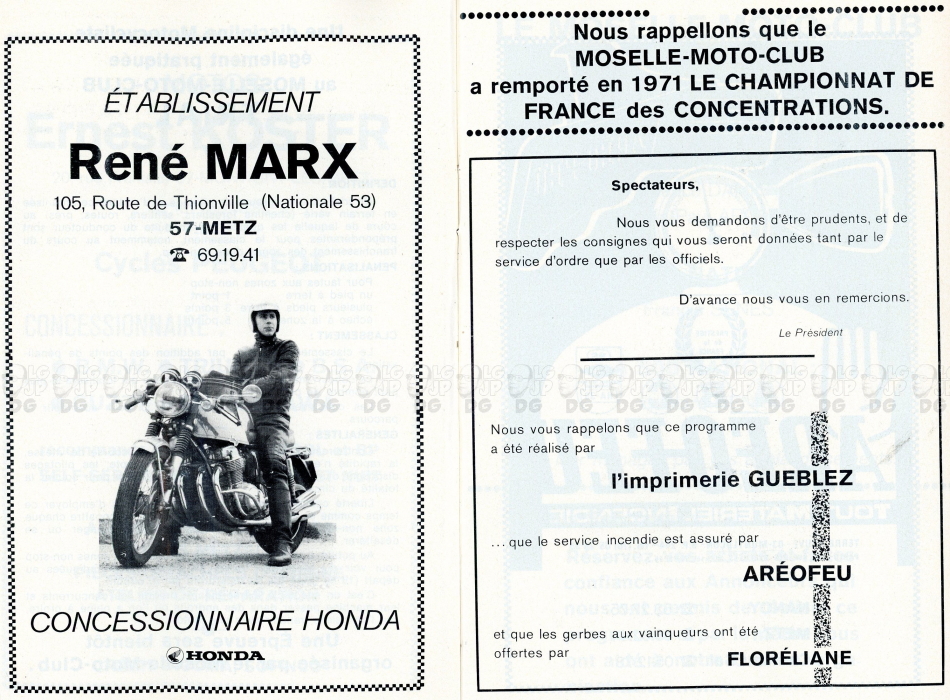 ÉTABLISSEMENT
René MARX
105, Route de Thionville (Nationale 53)
57-METZ
☎ 69.19.41
CONCESSIONNAIRE HONDA
HONDA
Nous rappellons que le
MOSELLE-MOTO-CLUB
a remporté en 1971 LE CHAMPIONNAT DE
FRANCE des CONCENTRATIONS.
Spectateurs,
Nous vous demandons d'être prudents, et de
respecter les consignes qui vous seront données tant par le
service d'ordre que par les officiels.
D'avance nous vous en remercions.
Le Président
Nous vous rappelons que ce programme
a été réalisé par
l'imprimerie GUEBLEZ
...que le service incendie est assuré par
ARÉOFEU
et que les gerbes aux vainqueurs ont été
offertes par
FLORÉLIANE